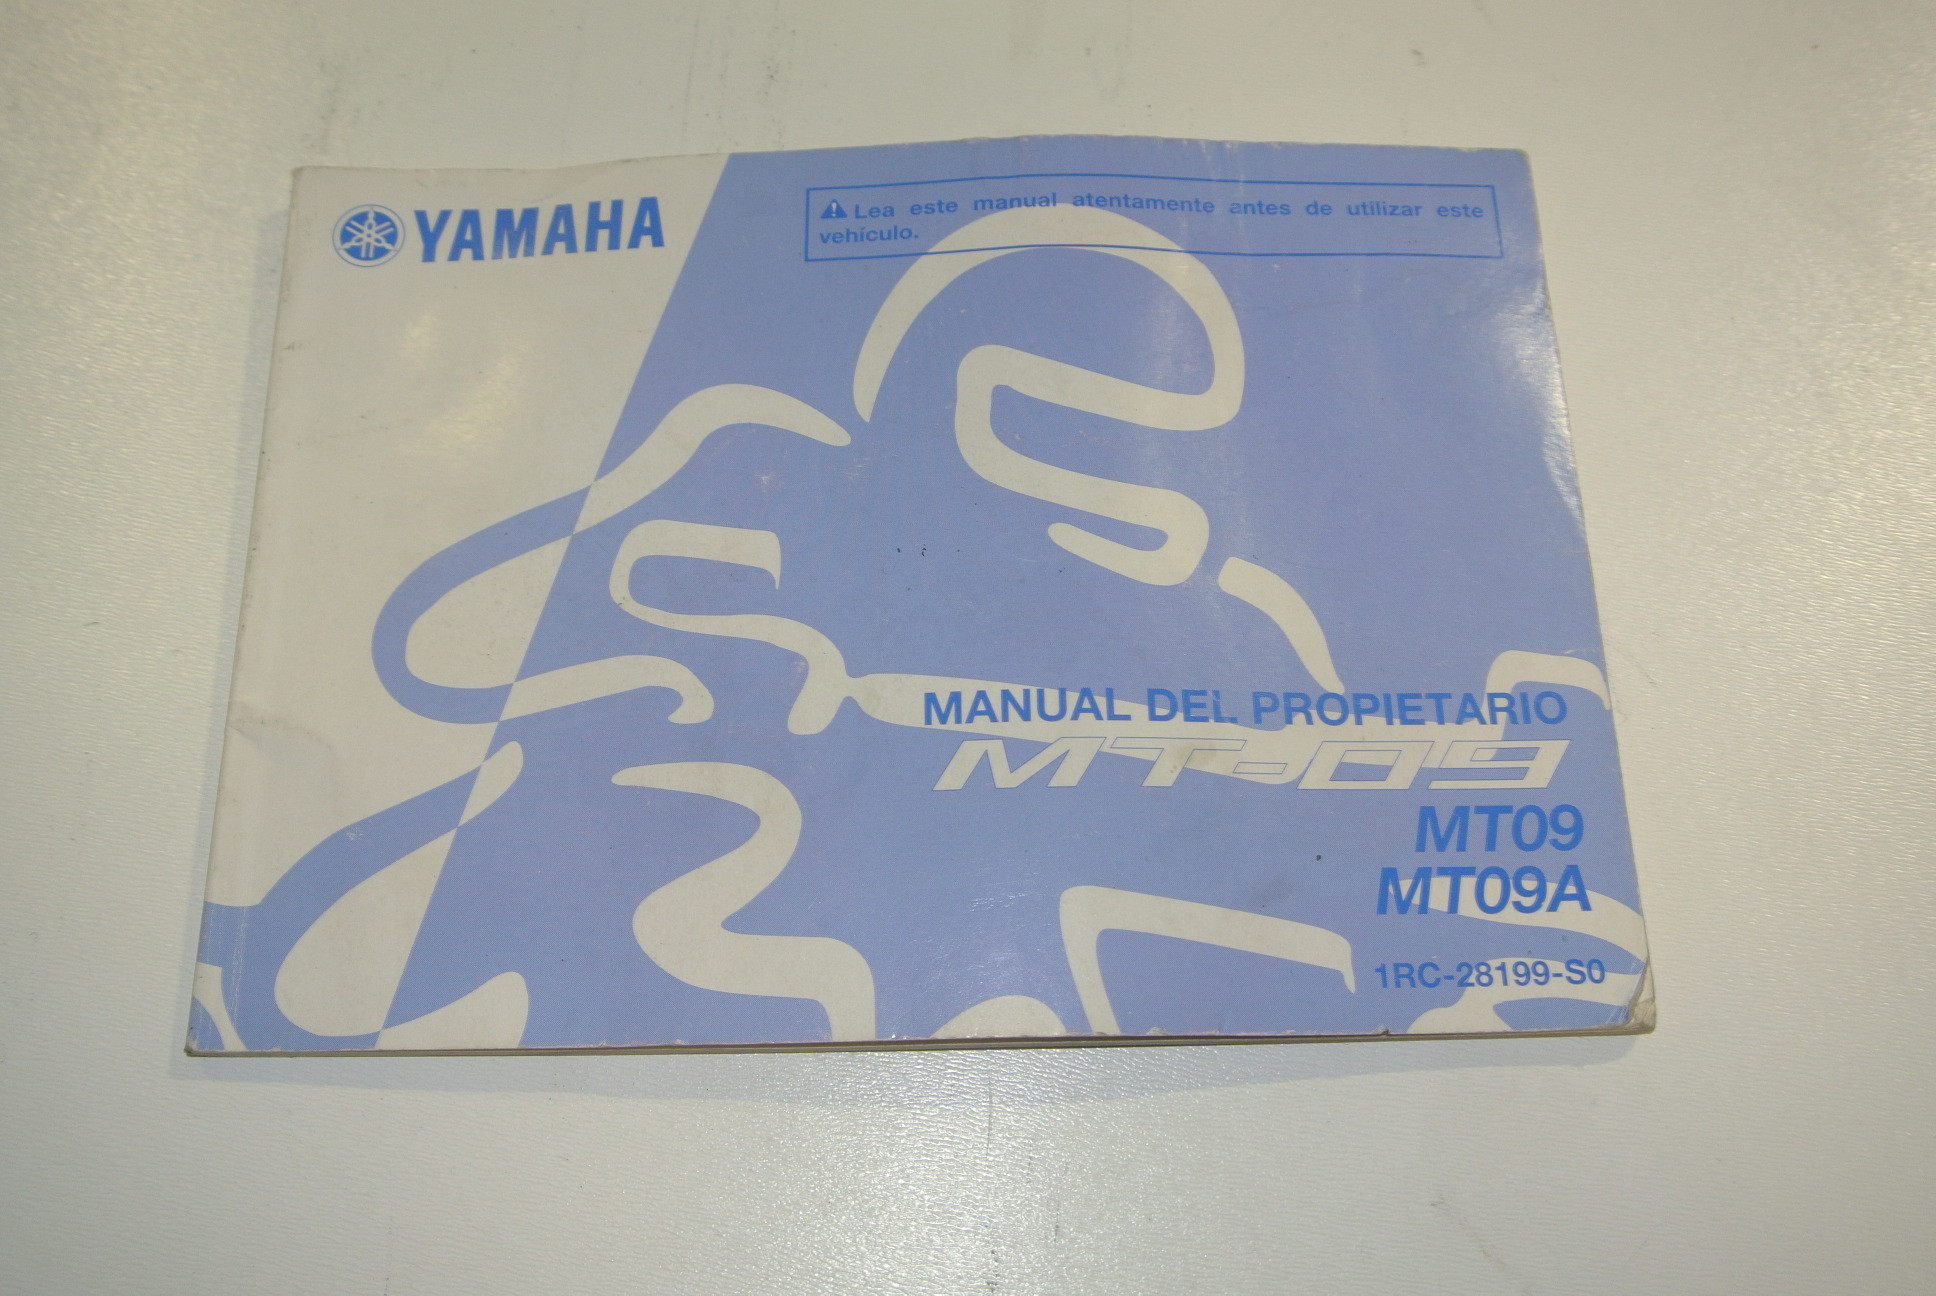 YAMAHA
Lea este manual atentamente antes de utilizar este
vehículo.
MANUAL DEL PROPIETARIO
MT-09
MT09
MT09A
1RC-28199-S0